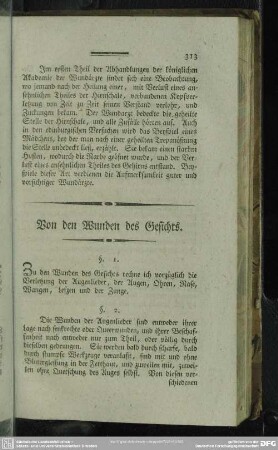 313
Im ersten Theil der Abhandlungen der königlichen
Akademie der Wundärzte findet sich eine Beobachtung,
wo jemand nach der Heilung einer, mit Verlust eines an-
sehnlichen Theiles der Hirnschale, verbundenen Kopfver-
letzung von Zeit zu Zeit seinen Verstand verlohr, und
Zuckungen bekam. Der Wundarzt bedeckte die geheilte
Stelle der Hirnschale, und alle Zufälle hörten auf. Auch
in den edinburgischen Versuchen wird das Beyspiel eines
Mädchens, bey der man nach einer geheilten Trepanöffnung
die Stelle unbedeckt ließ, erzählt. Sie bekam einen starken
Husten, wodurch die Narbe geöffnet wurde, und der Ver-
lust eines ansehnlichen Theiles des Gehirns entstand. Bey-
spiele dieser Art verdienen die Aufmerksamkeit guter und
vorsichtiger Wundärzte.
Von den Wunden des Gesichts.
§. 1.
Zu den Wunden des Gesichts rechne ich vorzüglich die
Verletzung der Augenlieder, der Augen, Ohren, Nase,
Wangen, Lefzen und der Zunge.
§. 2.
Die Wunden der Augenlieder sind entweder ihrer
Lage nach senkrechte oder Querwunden, und ihrer Beschaf-
fenheit nach entweder nur zum Theil, oder völlig durch
dieselben gedrungen. Sie werden bald durch scharfe, bald
durch stumpfe Werkzeuge veranlaßt, sind mit und ohne
Blutergießung in der Fetthaut, und zuweilen mit, zuwei-
len ohne Quetschung des Auges selbst. Von diesen ver-
schiedenen